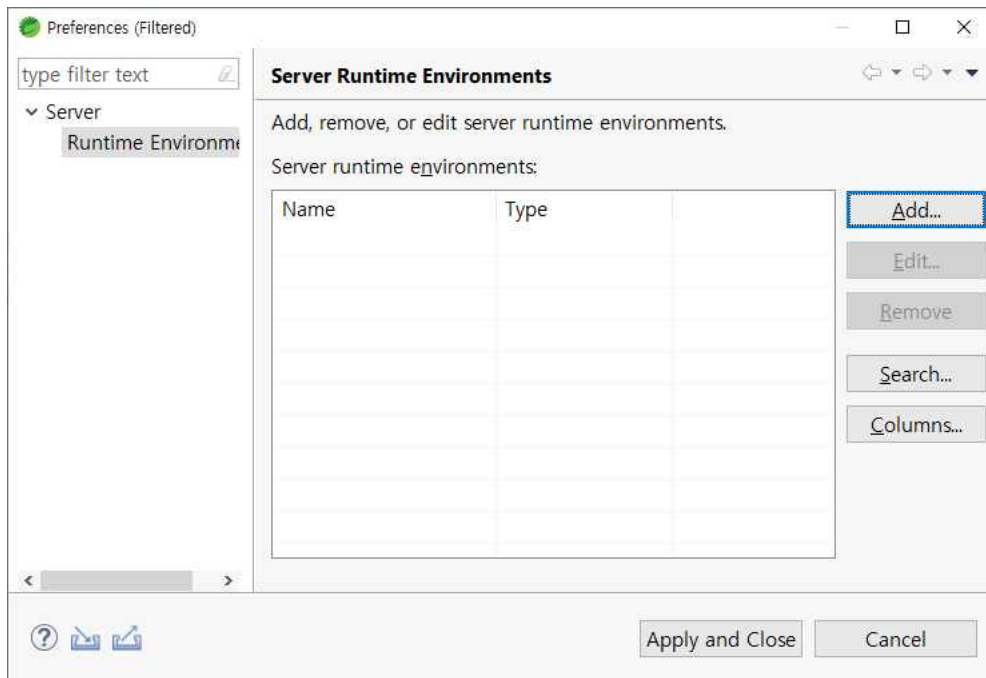 Preferences (Filtered)
type filter text
Server
Runtime Environme
Server Runtime Environments
Add, remove, or edit server runtime environments.
Server runtime environments:
Name Type
Add...
Edit...
Remove
Search...
Columns...
Apply and Close Cancel